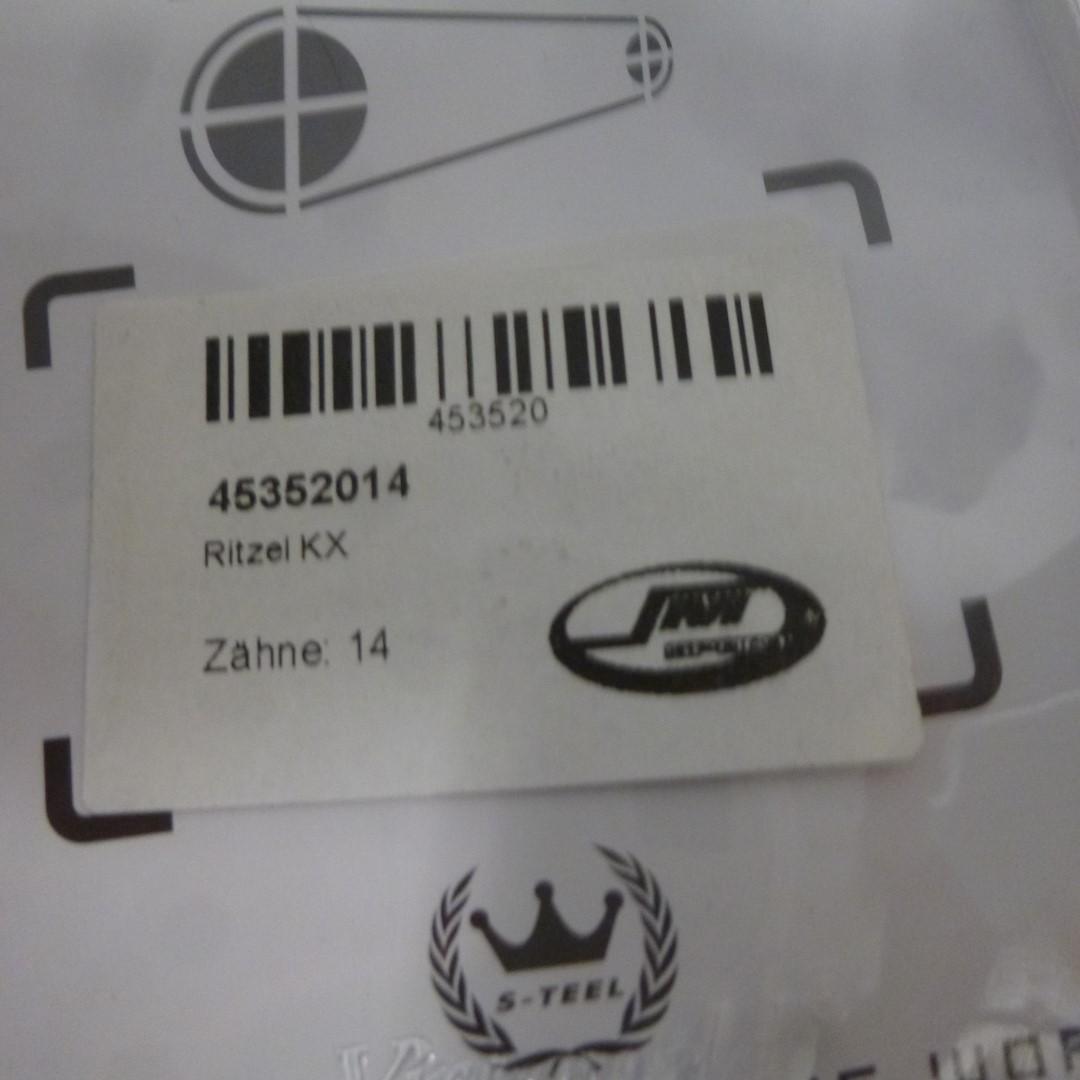 453520
45352014
Ritzel KX
Zähne: 14
S-TEEL